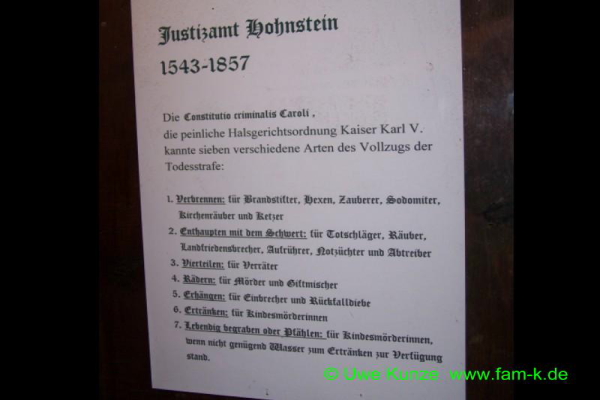 Justizamt Hohnstein
1543-1857
Die Constitutio criminalis Caroli,
die peinliche Halsgerichtsordnung Kaiser Karl V.
kannte sieben verschiedene Arten des Vollzugs der
Todesstrafe:
1. Verbrennen: für Brandstifter, Hexen, Zauberer, Sodomiter,
Kirchenräuber und Ketzer
2. Enthaupten mit dem Schwert: für Totschläger, Räuber,
Landfriedensbrecher, Aufrührer, Notzüchter und Abtreiber
3. Vierteilen: für Verräter
4. Rädern: für Mörder und Giftmischer
5. Erhängen: für Einbrecher und Rückfalldiebe
6. Ertränken: für Kindesmörderinnen
7. Lebendig begraben oder Pfählen: für Kindesmörderinnen,
wenn nicht genügend Wasser zum Ertränken zur Verfügung
stand.
© Uwe Kunze www.fam-k.de